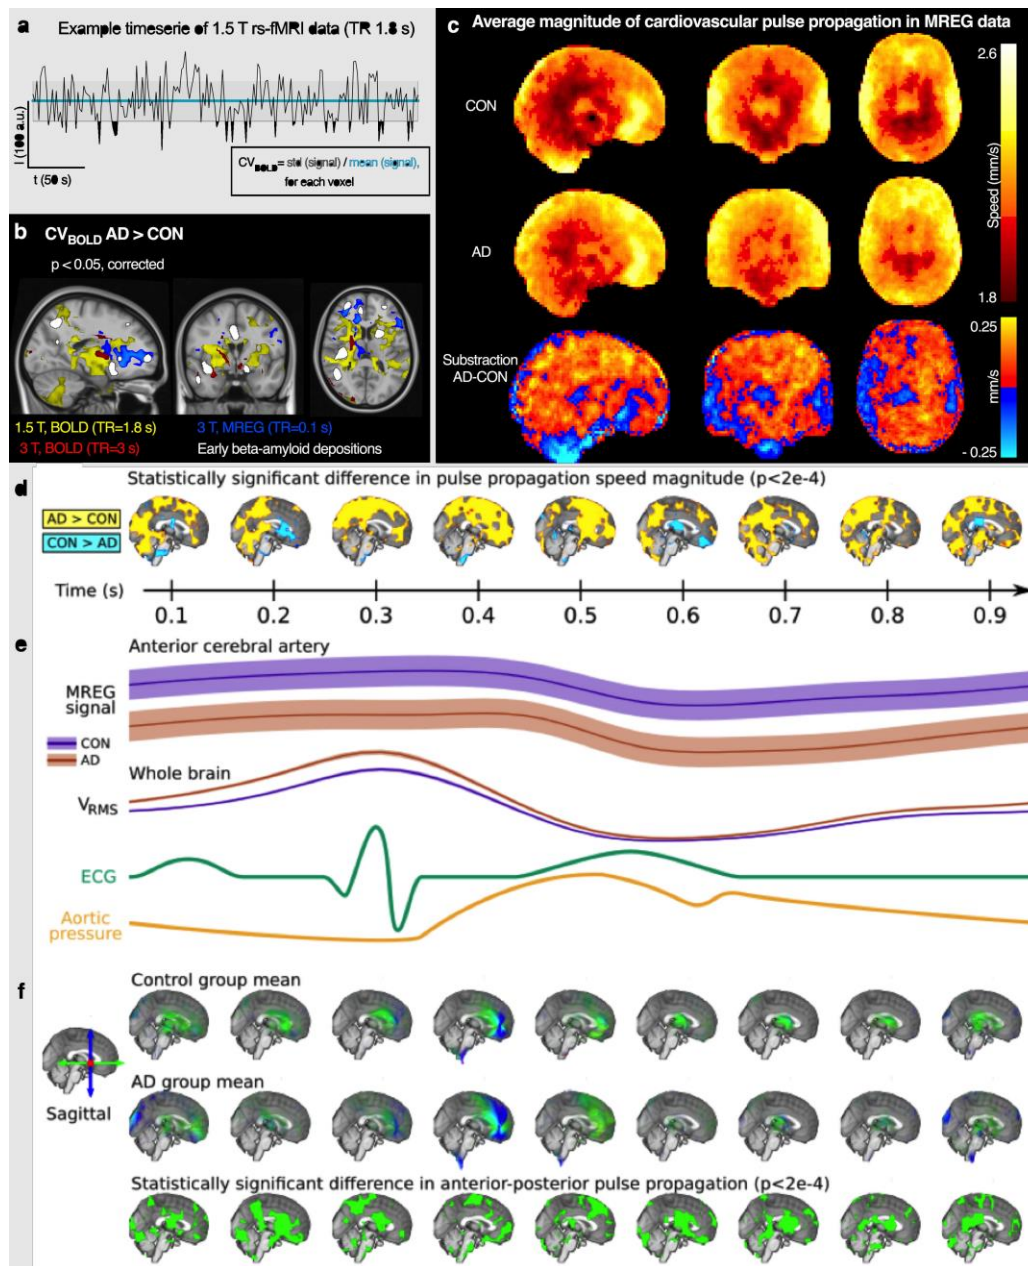 a
Example timeserie of 1.5 T rs-fMRI data (TR 1.8 s)
I (100 a.u.)
t (50 s)
CVBOLD = std (signal) / mean (signal),
for each voxel
b
CVBOLD AD > CON
p < 0.05, corrected
1.5 T, BOLD (TR=1.8 s)
3 T, MREG (TR=0.1 s)
3 T, BOLD (TR=3 s)
Early beta-amyloid depositions
c
Average magnitude of cardiovascular pulse propagation in MREG data
CON
AD
Substraction
AD-CON
2.6
Speed (mm/s)
1.8
0.25
mm/s
- 0.25
d
Statistically significant difference in pulse propagation speed magnitude (p<2e-4)
AD > CON
CON > AD
Time (s)
0.1 0.2 0.3 0.4 0.5 0.6 0.7 0.8 0.9
e
Anterior cerebral artery
MREG
signal
CON
AD
Whole brain
VRMS
ECG
Aortic
pressure
f
Control group mean
AD group mean
Sagittal
Statistically significant difference in anterior-posterior pulse propagation (p<2e-4)